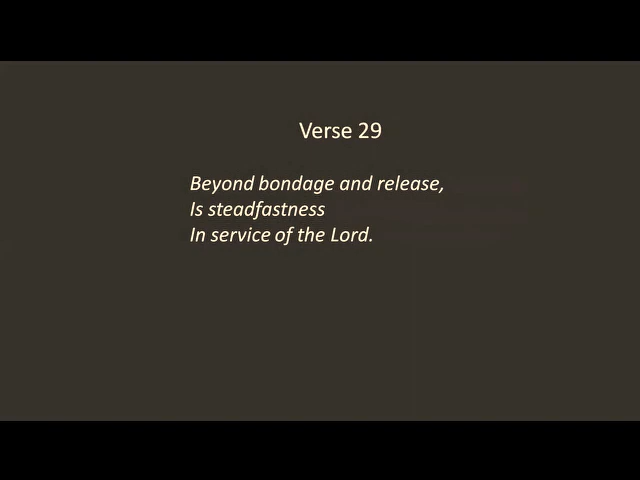 Verse 29
Beyond bondage and release,
Is steadfastness
In service of the Lord.